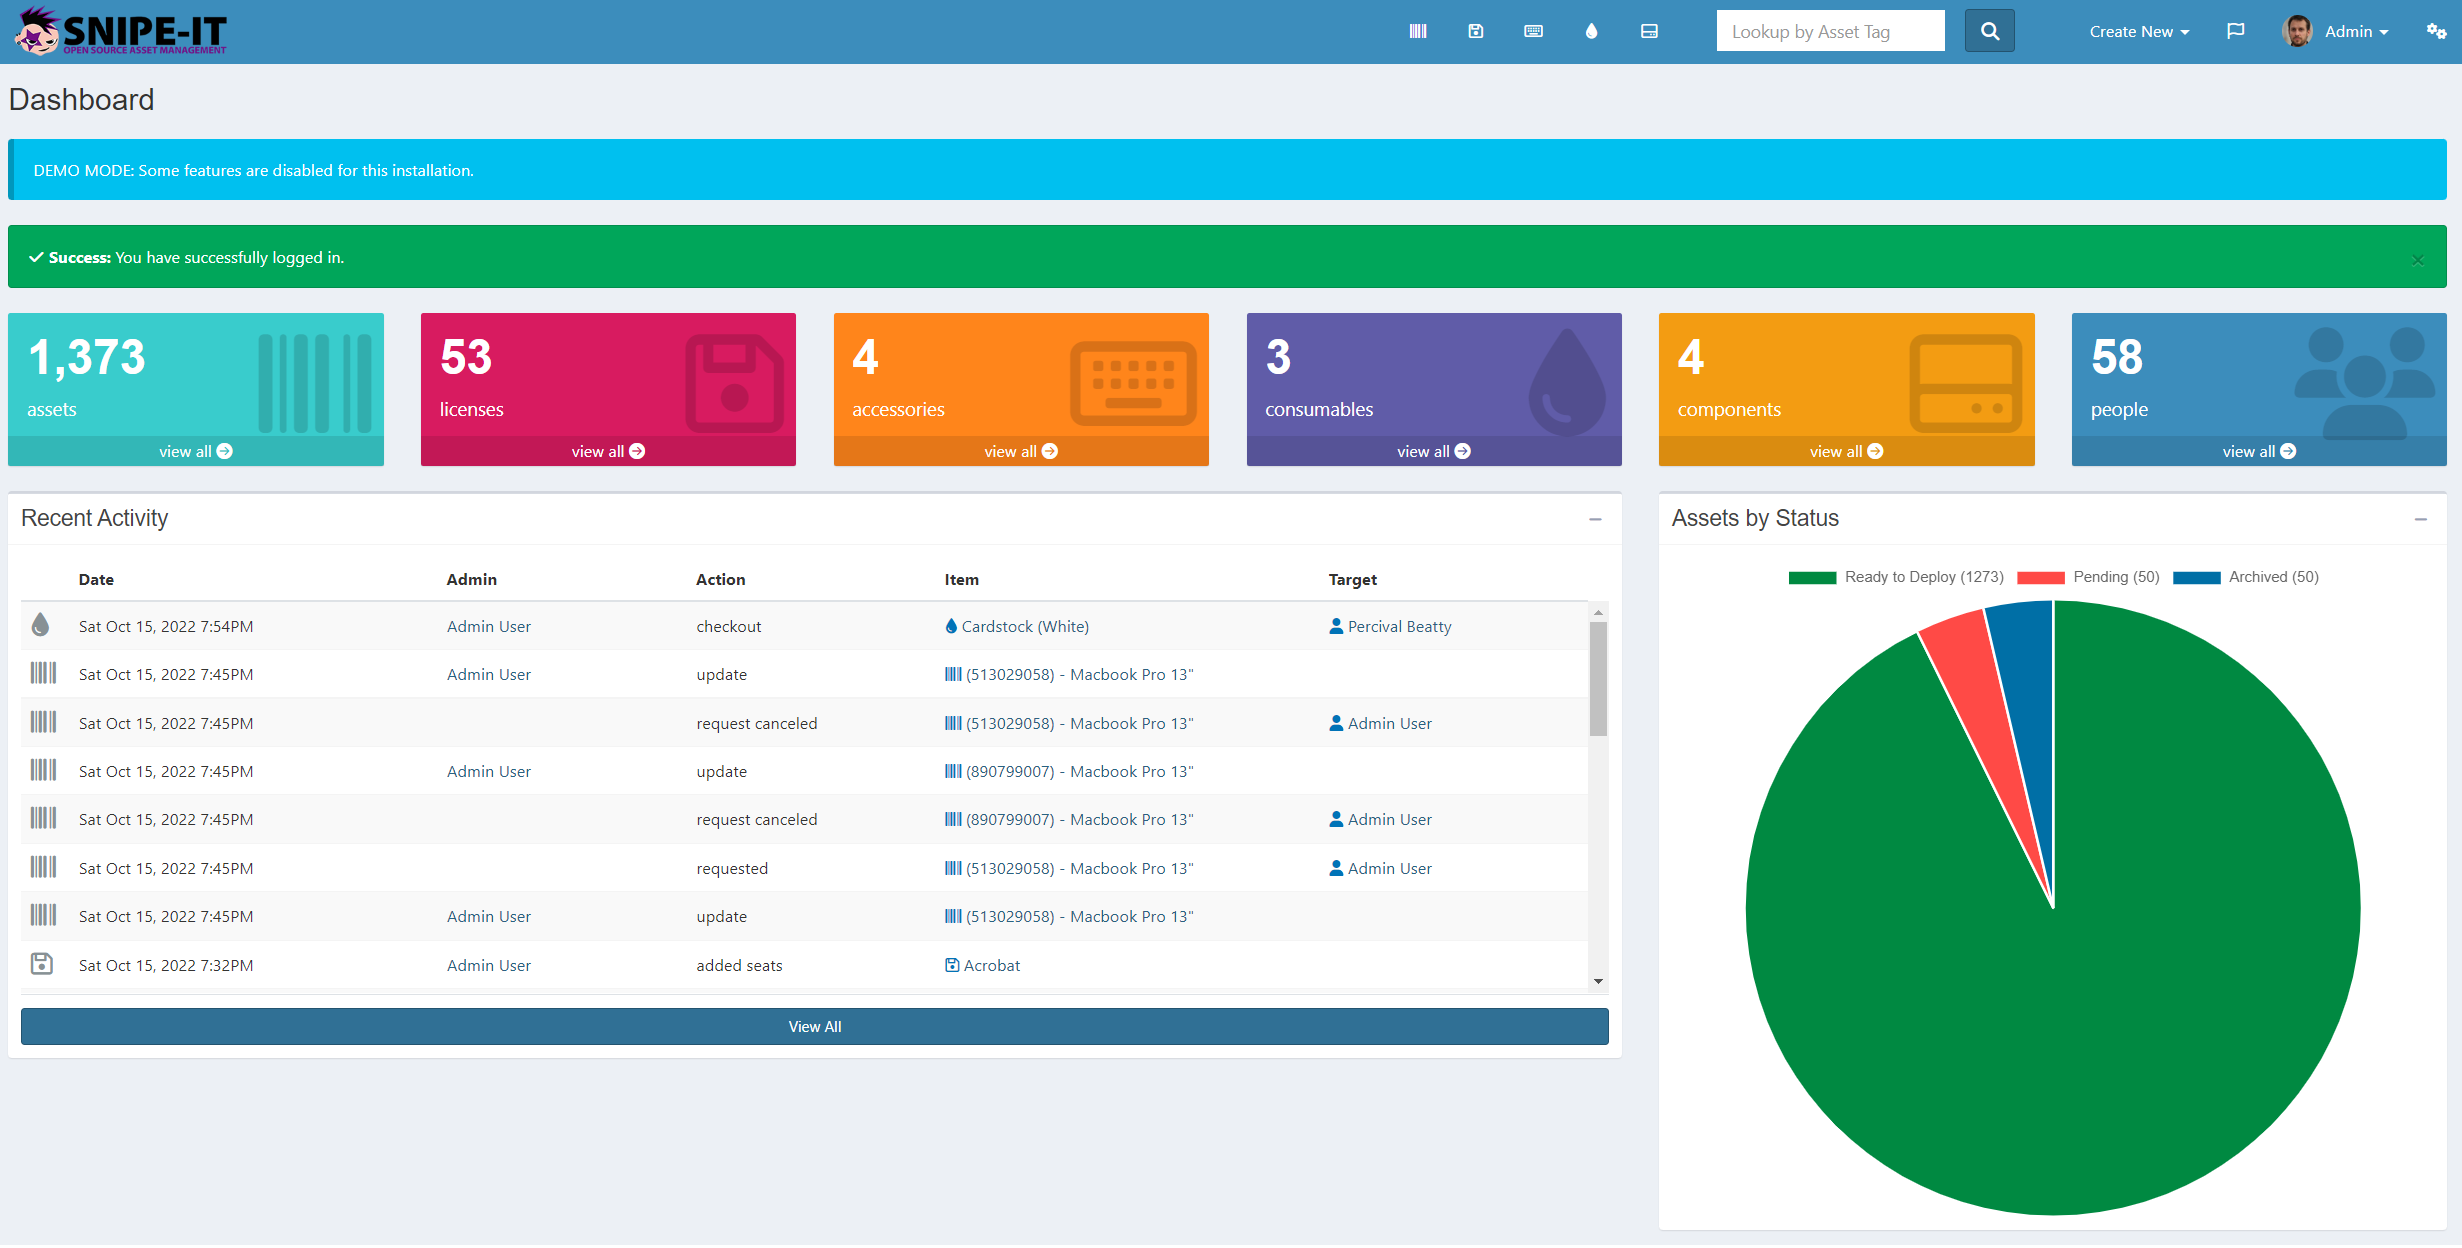 SNIPE-IT
OPEN SOURCE ASSET MANAGEMENT
Lookup by Asset Tag
Create New
Admin
Dashboard
DEMO MODE: Some features are disabled for this installation.
Success: You have successfully logged in.
×
1,373
assets
view all
53
licenses
view all
4
accessories
view all
3
consumables
view all
4
components
view all
58
people
view all
Recent Activity
Date Admin Action Item Target
Sat Oct 15, 2022 7:54PM Admin User checkout Cardstock (White) Percival Beatty
Sat Oct 15, 2022 7:45PM Admin User update (513029058) - Macbook Pro 13"
Sat Oct 15, 2022 7:45PM request canceled (513029058) - Macbook Pro 13" Admin User
Sat Oct 15, 2022 7:45PM Admin User update (890799007) - Macbook Pro 13"
Sat Oct 15, 2022 7:45PM request canceled (890799007) - Macbook Pro 13" Admin User
Sat Oct 15, 2022 7:45PM requested (513029058) - Macbook Pro 13" Admin User
Sat Oct 15, 2022 7:45PM Admin User update (513029058) - Macbook Pro 13"
Sat Oct 15, 2022 7:32PM Admin User added seats Acrobat
View All
Assets by Status
Ready to Deploy (1273) Pending (50) Archived (50)